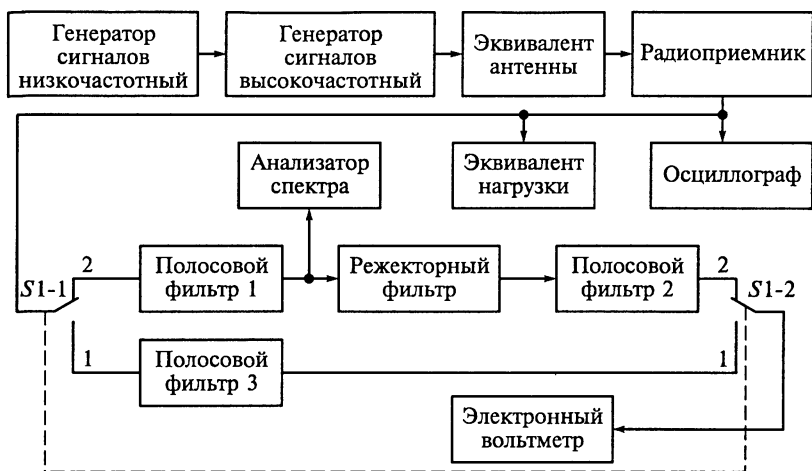 Генератор
сигналов
низкочастотный
Генератор
сигналов
высокочастотный
Эквивалент
антенны
Радиоприемник
Анализатор
спектра
Эквивалент
нагрузки
Осциллограф
S1-1
2
Полосовой
фильтр 1
Режекторный
фильтр
Полосовой
фильтр 2
2
S1-2
1
Полосовой
фильтр 3
1
Электронный
вольтметр